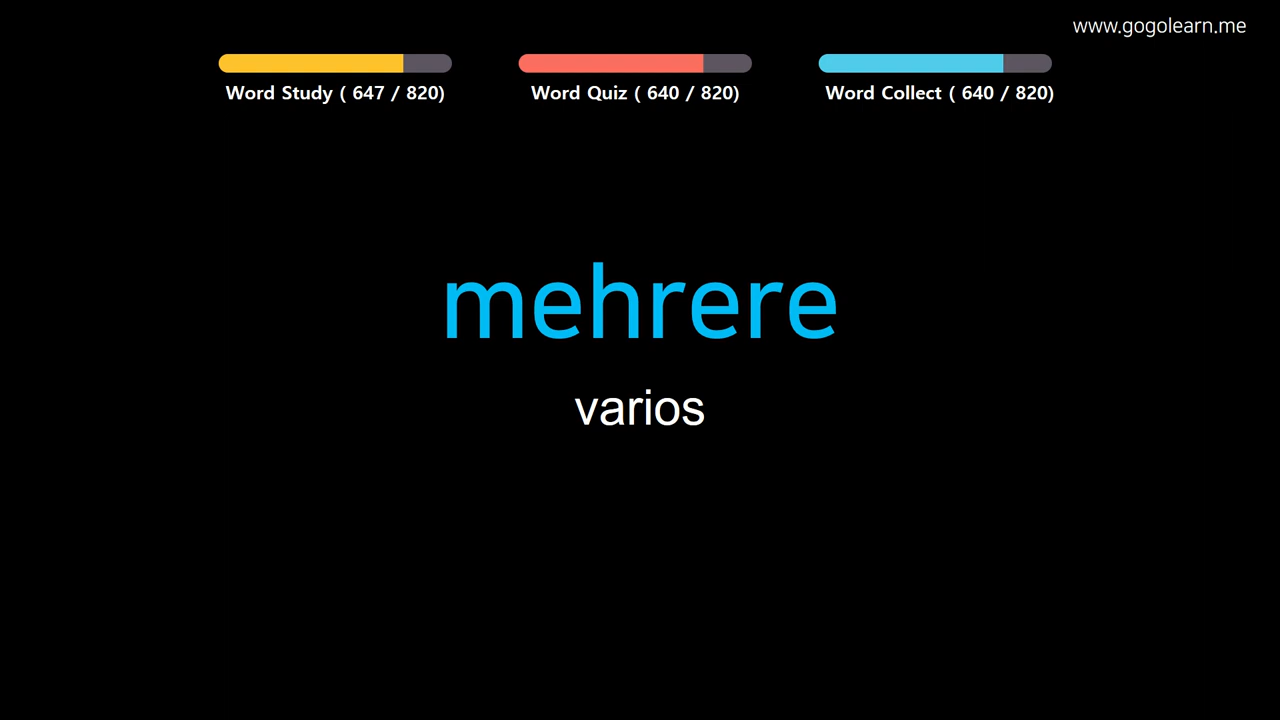 www.gogolearn.me
Word Study ( 647 / 820)
Word Quiz ( 640 / 820)
Word Collect ( 640 / 820)
mehrere
varios